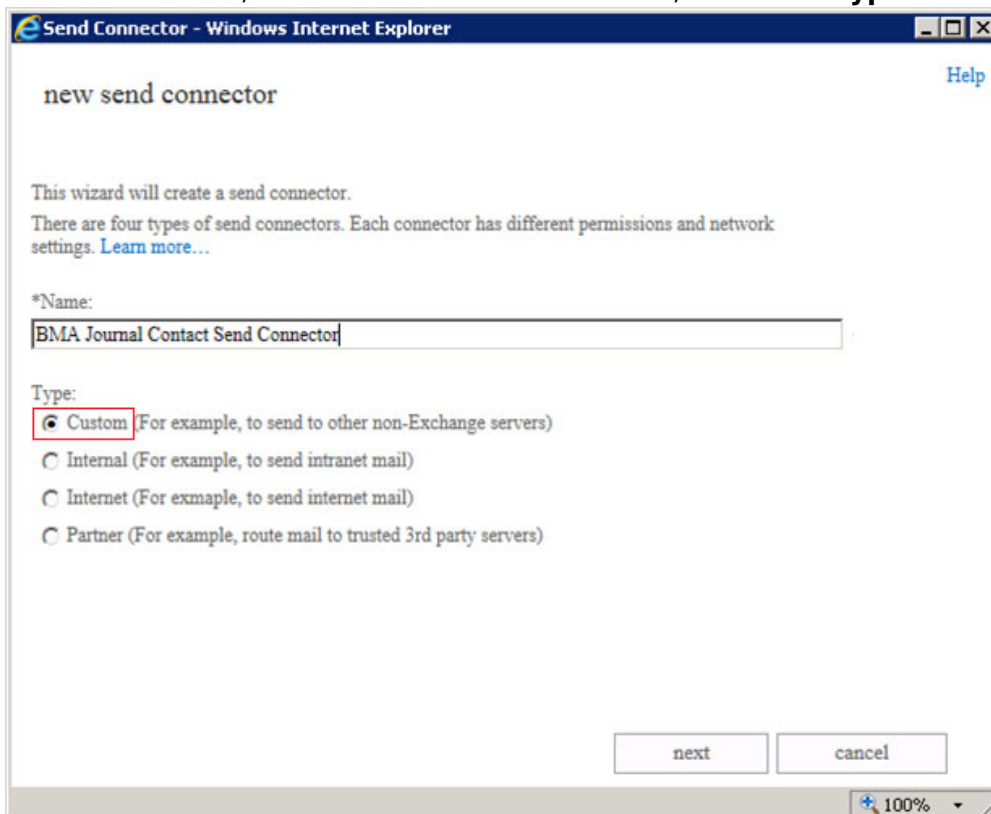 Send Connector - Windows Internet Explorer
Help
new send connector
This wizard will create a send connector.
There are four types of send connectors. Each connector has different permissions and network
settings. Learn more...
*Name:
BMA Journal Contact Send Connector
Type:
Custom (For example, to send to other non-Exchange servers)
Internal (For example, to send intranet mail)
Internet (For exmaple, to send internet mail)
Partner (For example, route mail to trusted 3rd party servers)
next cancel
100%